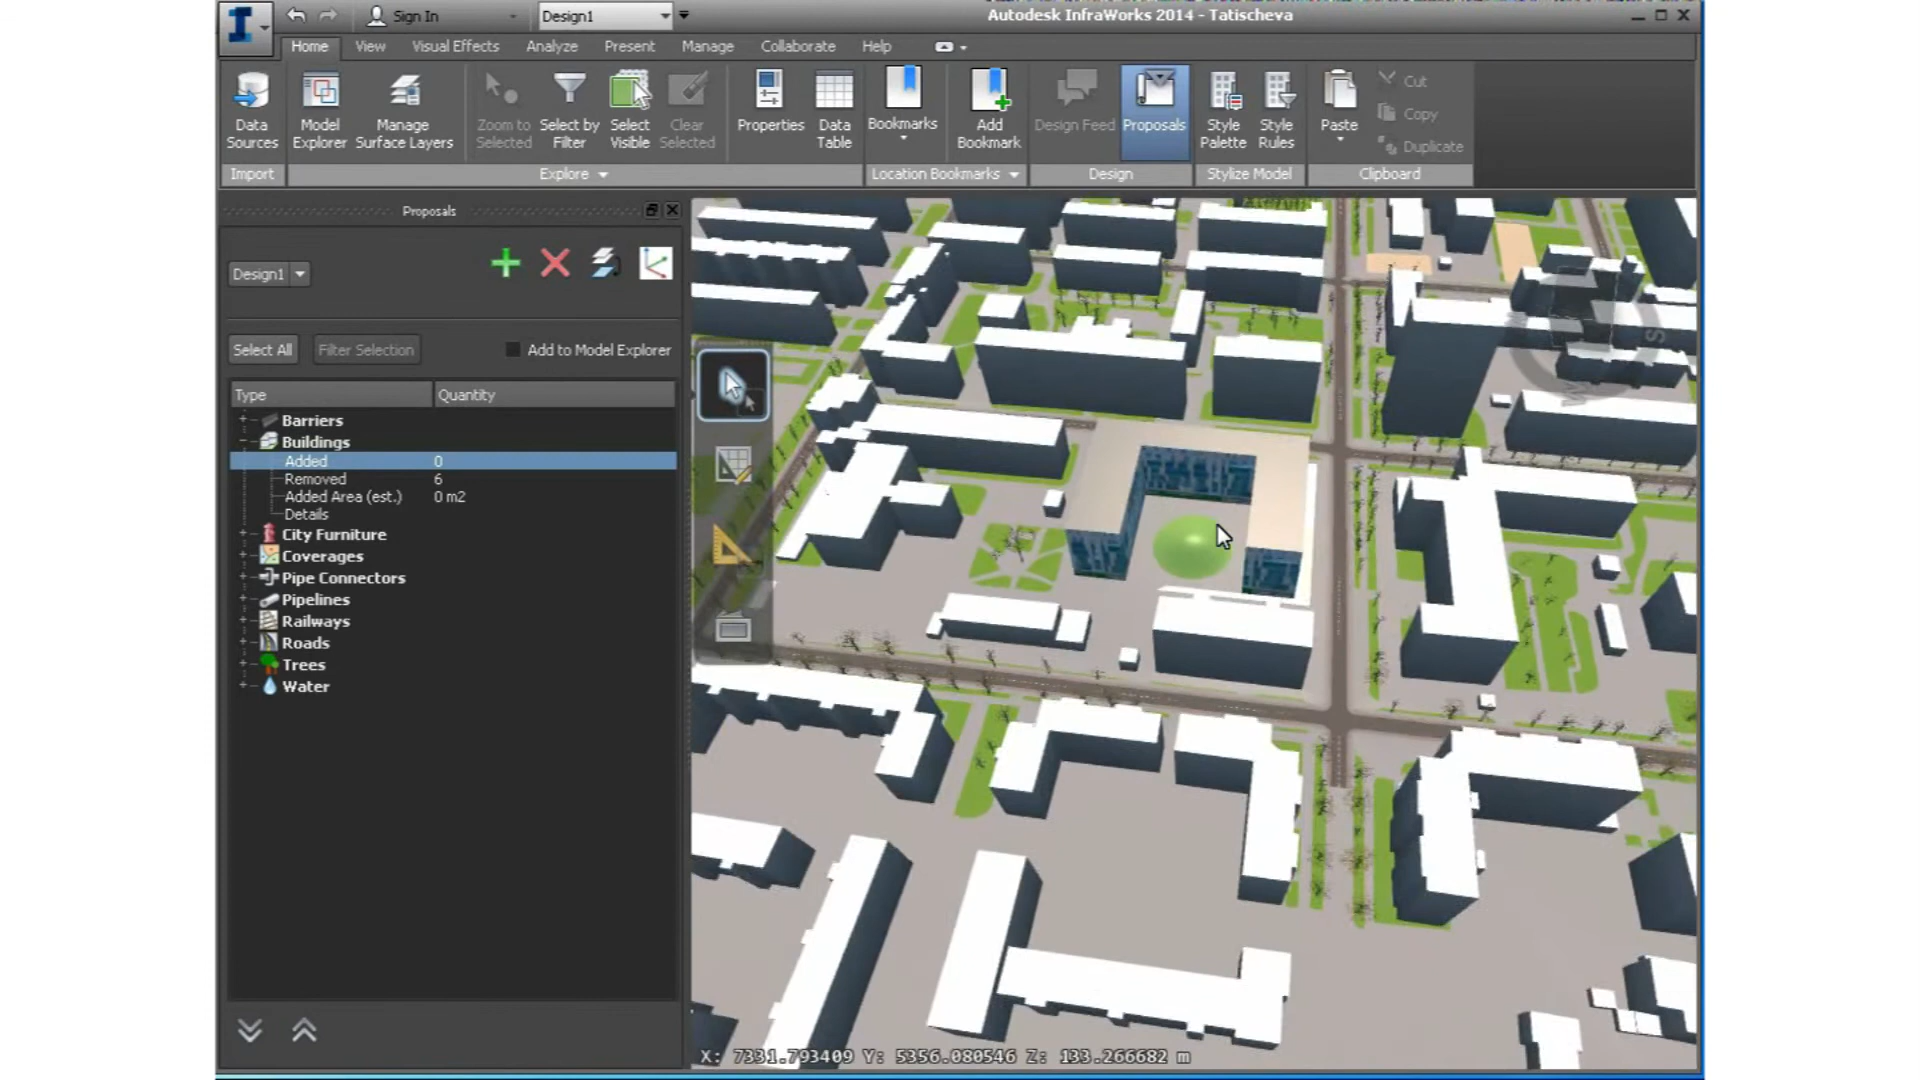 Sign In
Design1
Autodesk InfraWorks 2014 - Tatischeva
Home View Visual Effects Analyze Present Manage Collaborate Help
Data Sources
Model Explorer
Manage Surface Layers
Zoom to Selected
Select by Filter
Select Visible
Clear Selected
Properties
Data Table
Bookmarks
Add Bookmark
Design Feed
Proposals
Style Palette
Style Rules
Paste
Cut
Copy
Duplicate
Import
Explore
Location Bookmarks
Design
Stylize Model
Clipboard
Proposals
Design1
Select All
Filter Selection
Add to Model Explorer
Type Quantity
Barriers
Buildings
Added 0
Removed 6
Added Area (est.) 0 m2
Details
City Furniture
Coverages
Pipe Connectors
Pipelines
Railways
Roads
Trees
Water
S
W
X: 7331.793409 Y: 5356.080546 Z: 133.266682 m